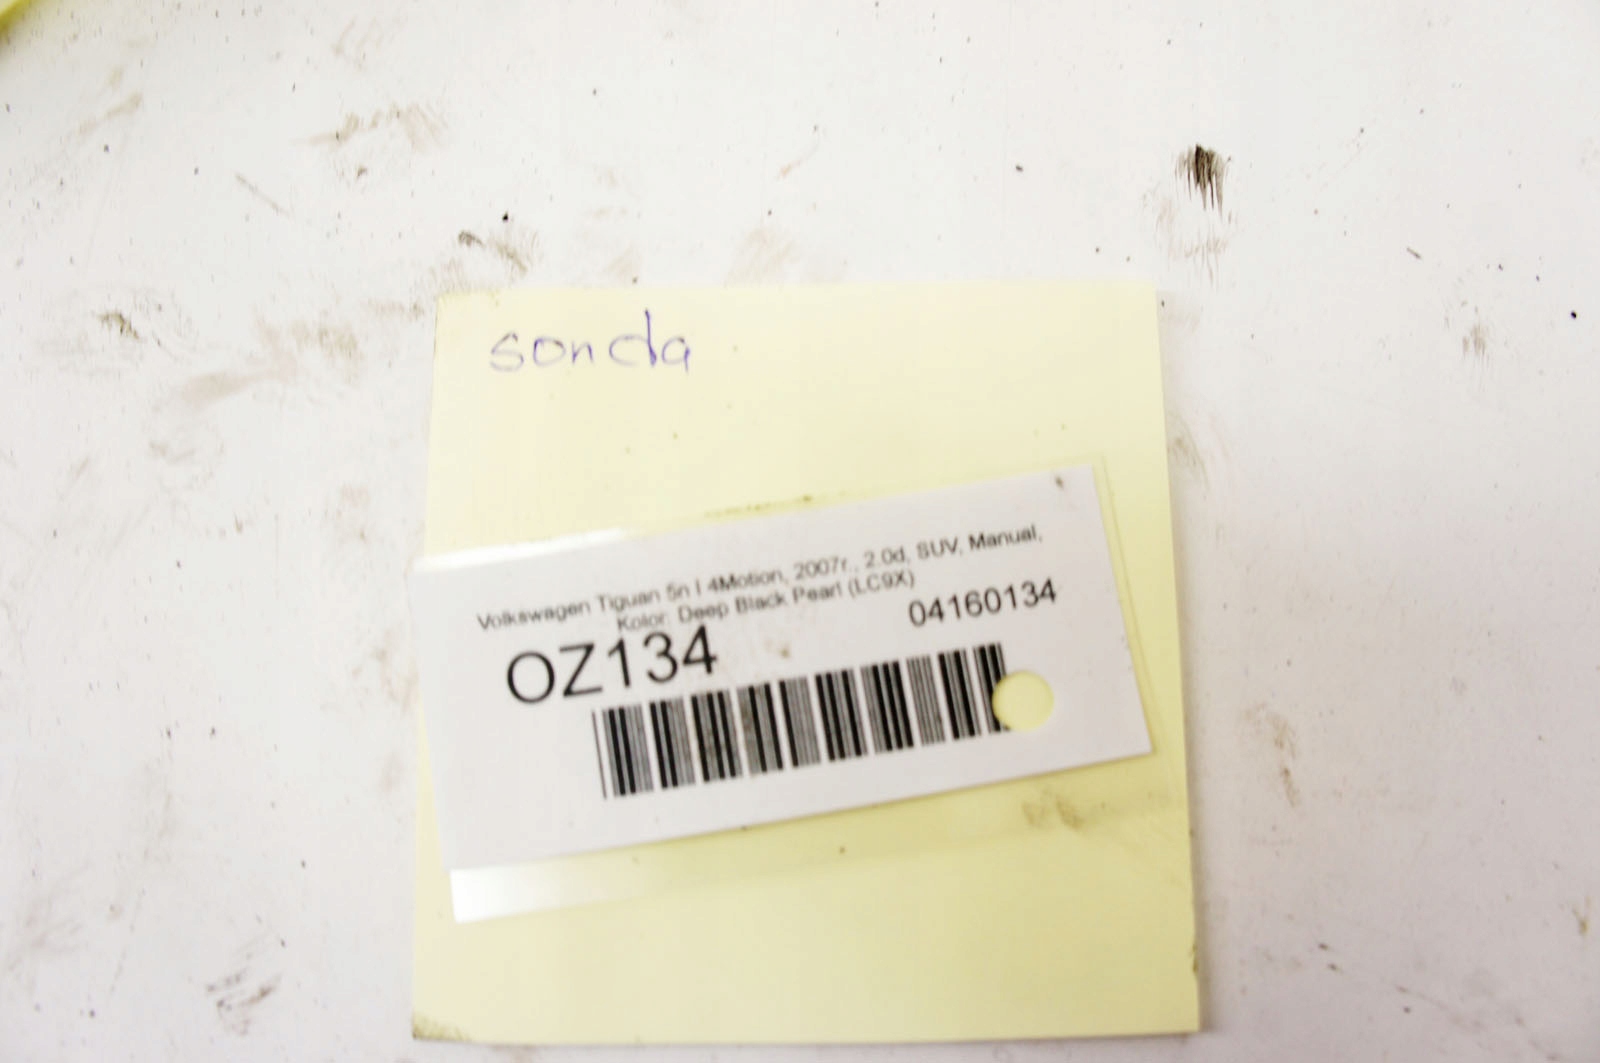 sonda
Volkswagen Tiguan 5n I 4Motion, 2007r., 2.0d, SUV, Manual,
Kolor: Deep Black Pearl (LC9X)
04160134
OZ134